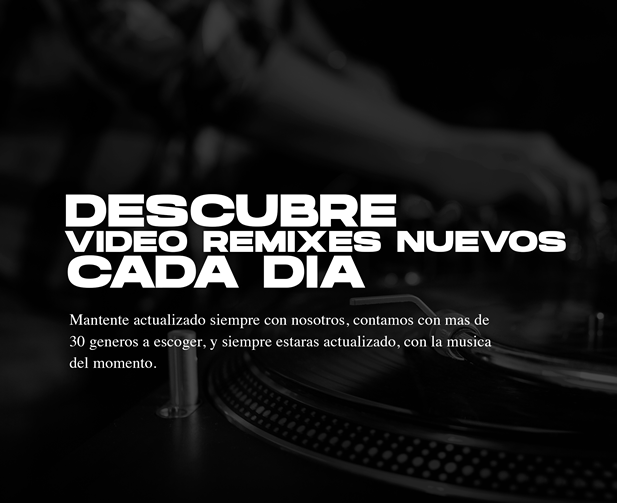 DESCUBRE
VIDEO REMIXES NUEVOS
CADA DIA
Mantente actualizado siempre con nosotros, contamos con mas de
30 generos a escoger, y siempre estaras actualizado, con la musica
del momento.